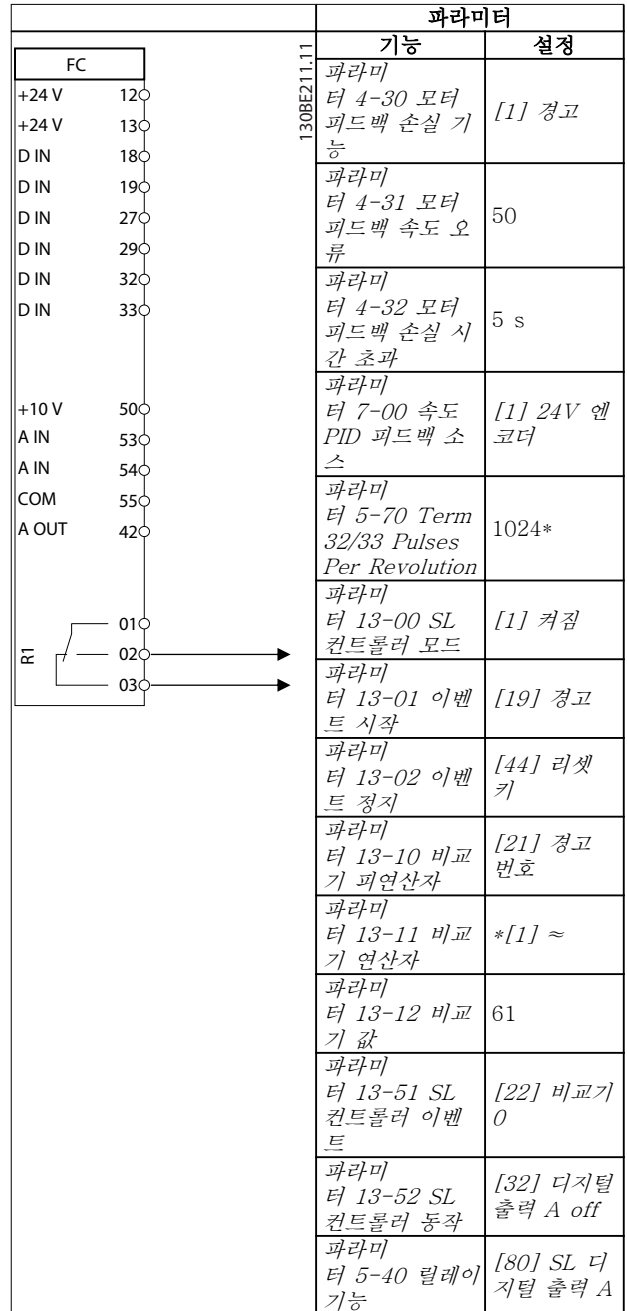 파라미터
기능 설정
FC
+24 V 12
+24 V 13
D IN 18
D IN 19
D IN 27
D IN 29
D IN 32
D IN 33
+10 V 50
A IN 53
A IN 54
COM 55
A OUT 42
R1
01
02
03
130BE211.11
파라미
터 4-30 모터
피드백 손실 기
능
[1] 경고
파라미
터 4-31 모터
피드백 속도 오
류
50
파라미
터 4-32 모터
피드백 손실 시
간 초과
5 s
파라미
터 7-00 속도
PID 피드백 소
스
[1] 24V 엔
코더
파라미
터 5-70 Term
32/33 Pulses
Per Revolution
1024*
파라미
터 13-00 SL
컨트롤러 모드
[1] 켜짐
파라미
터 13-01 이벤
트 시작
[19] 경고
파라미
터 13-02 이벤
트 정지
[44] 리셋
키
파라미
터 13-10 비교
기 피연산자
[21] 경고
번호
파라미
터 13-11 비교
기 연산자
*[1] ≈
파라미
터 13-12 비교
기 값
61
파라미
터 13-51 SL
컨트롤러 이벤
트
[22] 비교기
0
파라미
터 13-52 SL
컨트롤러 동작
[32] 디지털
출력 A off
파라미
터 5-40 릴레이
기능
[80] SL 디
지털 출력 A